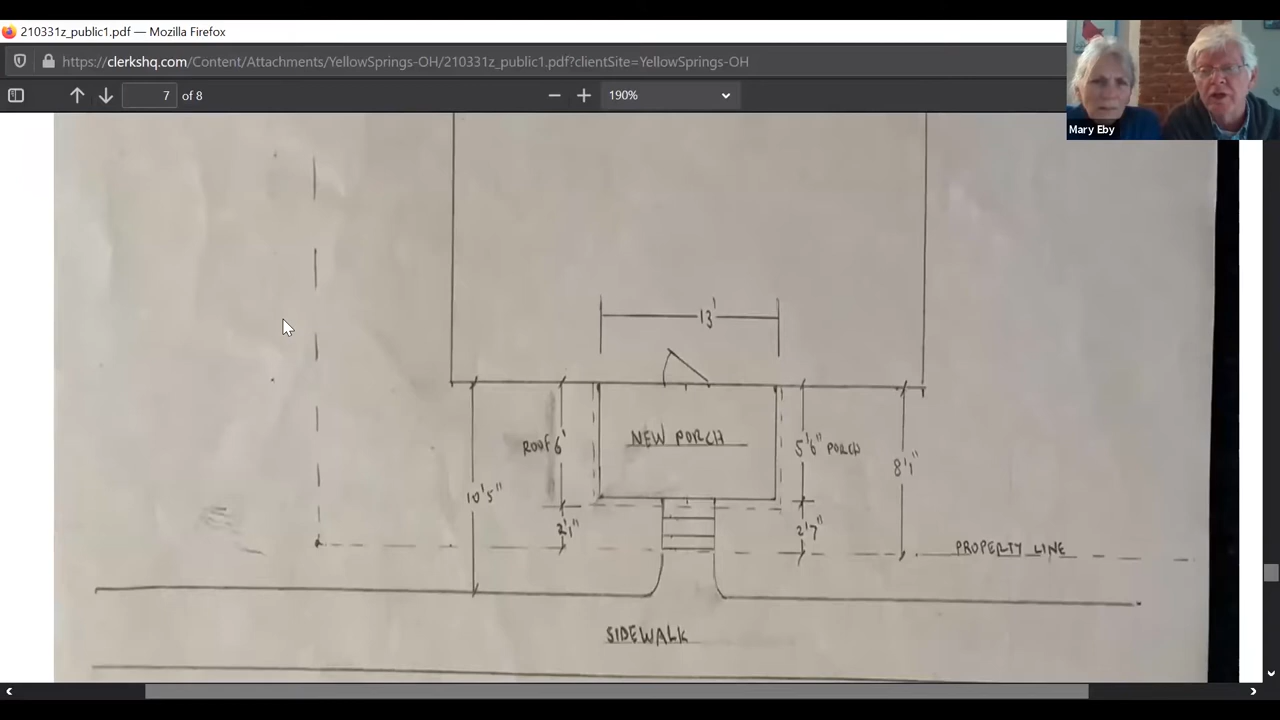 210331z_public1.pdf — Mozilla Firefox
https://clerkshq.com/Content/Attachments/YellowSprings-OH/210331z_public1.pdf?clientSite=YellowSprings-OH
7 of 8
190%
Mary Eby
13'
ROOF 6'
NEW PORCH
5'6" PORCH
8'1"
10'5"
2'1"
2'7"
PROPERTY LINE
SIDEWALK